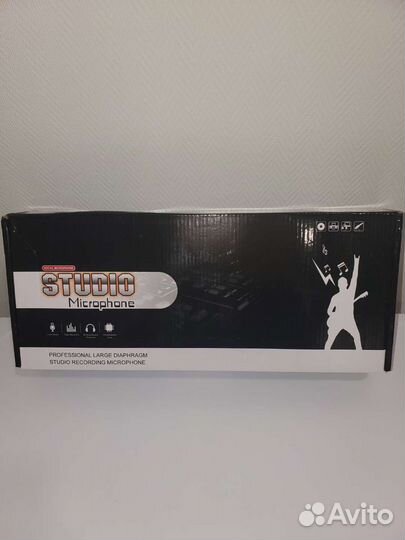 STUDIO
Microphone
PROFESSIONAL LARGE DIAPHRAGM
STUDIO RECORDING MICROPHONE
Avito